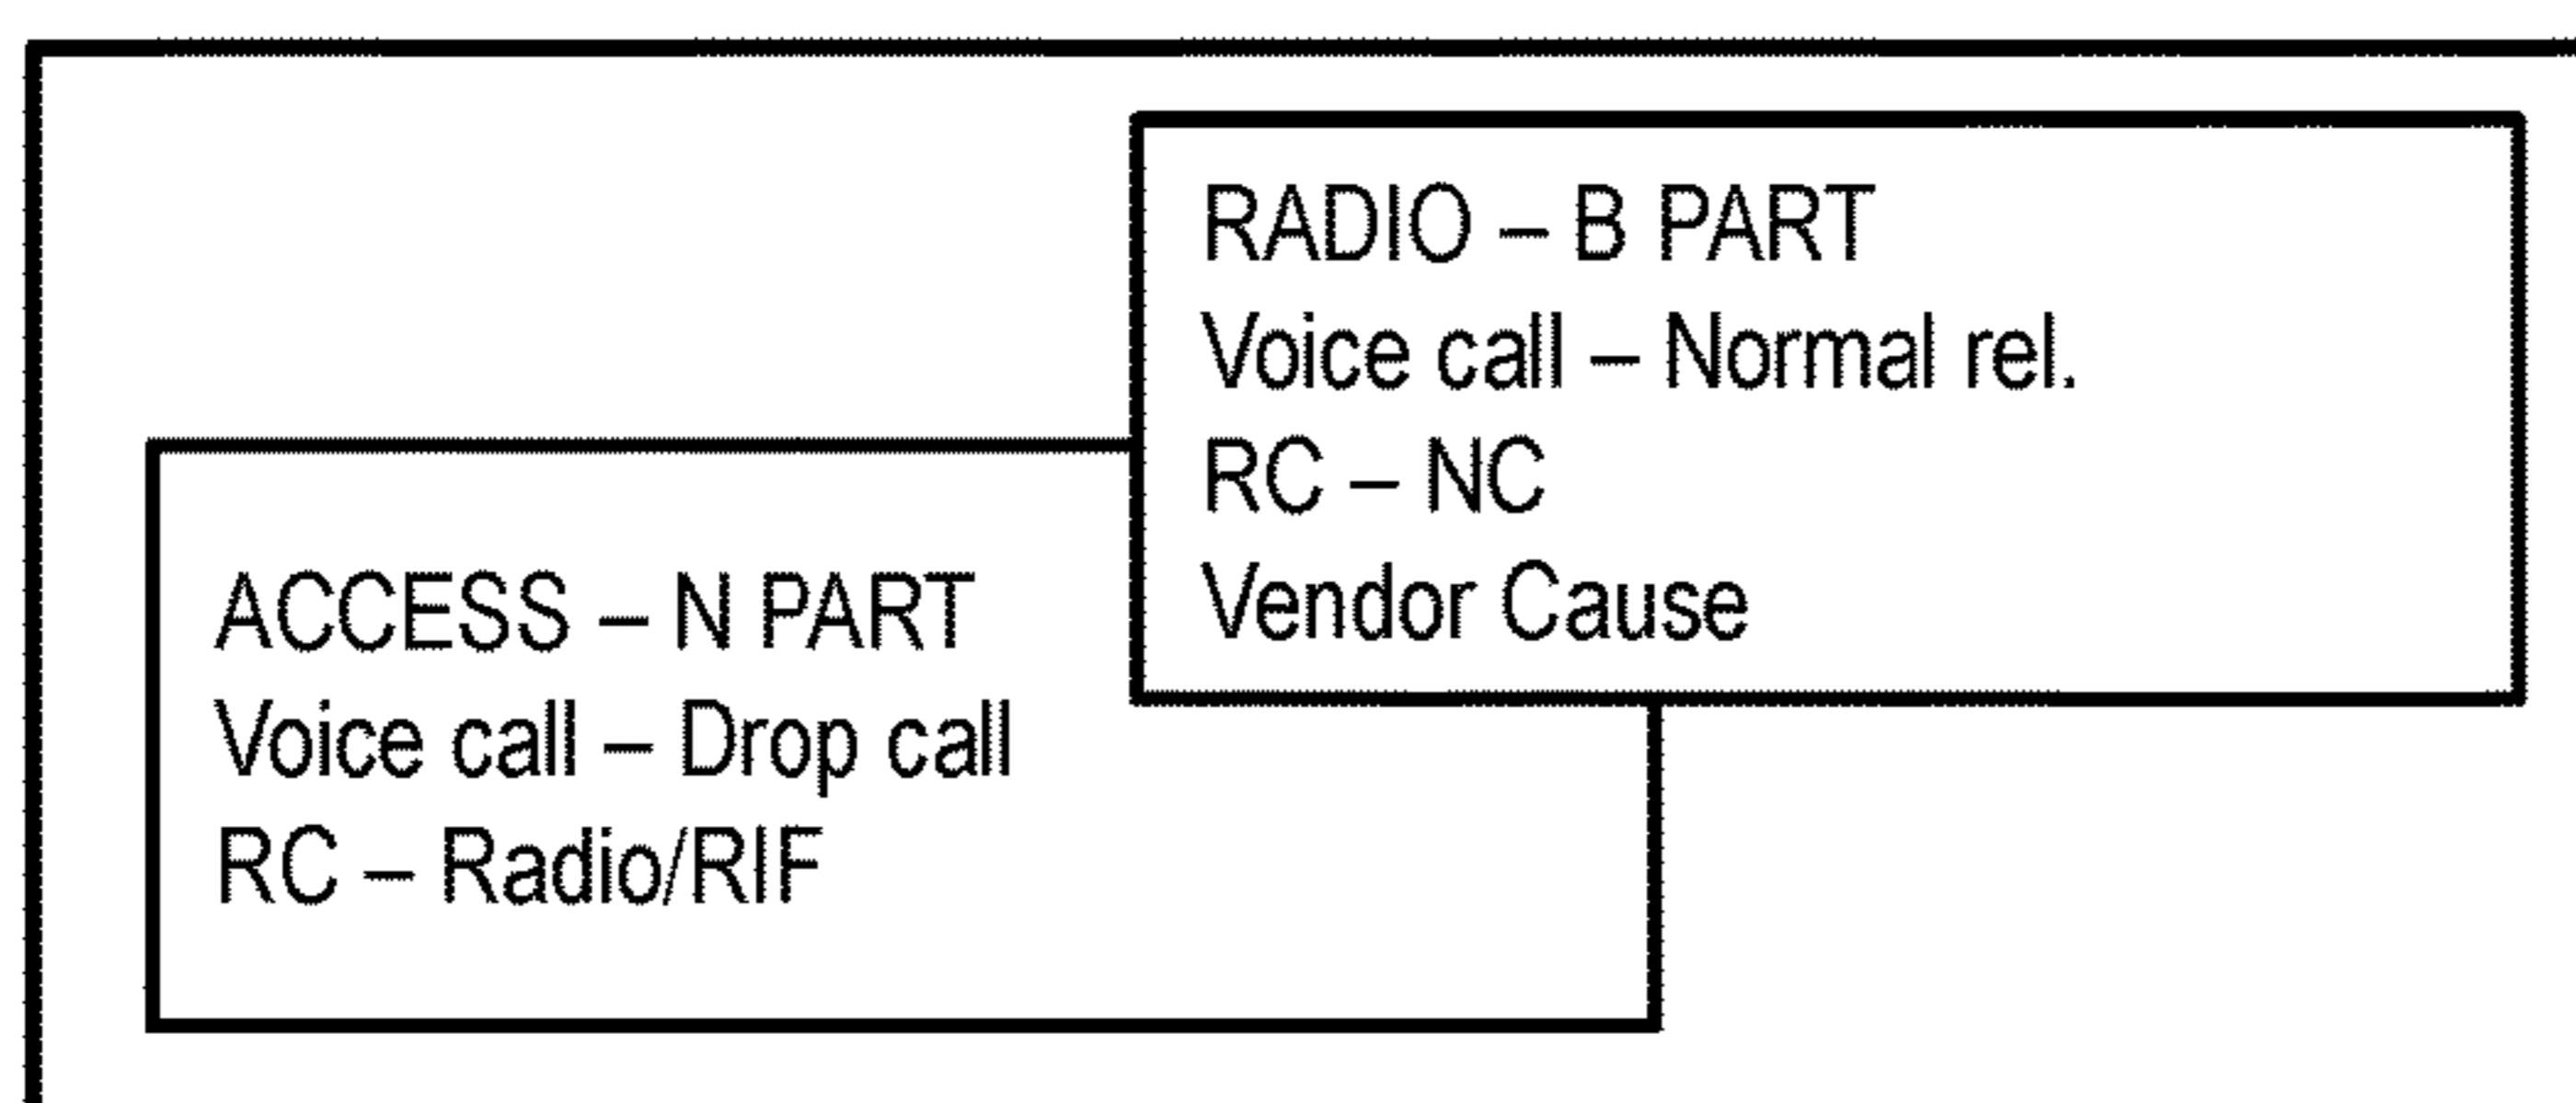 RADIO – B PART
Voice call – Normal rel.
RC – NC
Vendor Cause
ACCESS – N PART
Voice call – Drop call
RC – Radio/RIF